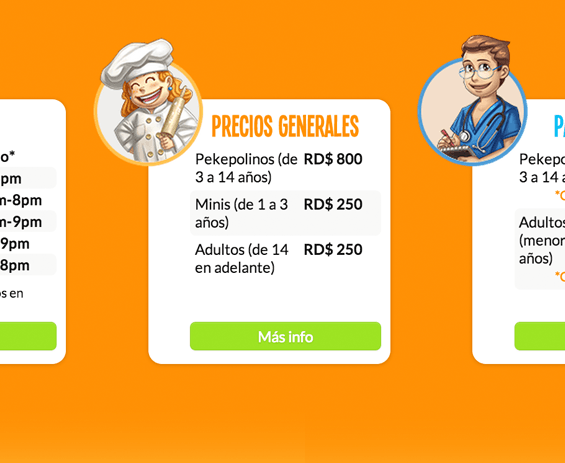 o*
pm
m-8pm
m-9pm
9pm
8pm
os en
PRECIOS GENERALES
Pekepolinos (de RD$ 800
3 a 14 años)
Minis (de 1 a 3 RD$ 250
años)
Adultos (de 14 RD$ 250
en adelante)
Más info
P
Pekepo
3 a 14 a
Adultos
(menor
años)